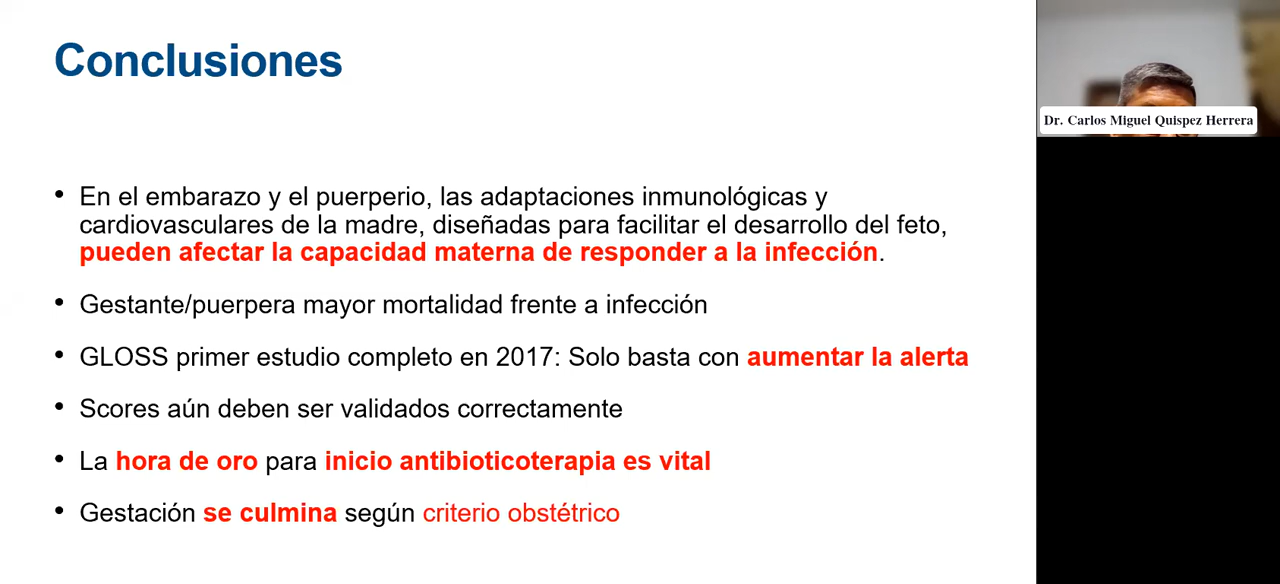 Conclusiones
• En el embarazo y el puerperio, las adaptaciones inmunológicas y
cardiovasculares de la madre, diseñadas para facilitar el desarrollo del feto,
pueden afectar la capacidad materna de responder a la infección.
• Gestante/puerpera mayor mortalidad frente a infección
• GLOSS primer estudio completo en 2017: Solo basta con aumentar la alerta
• Scores aún deben ser validados correctamente
• La hora de oro para inicio antibioticoterapia es vital
• Gestación se culmina según criterio obstétrico
Dr. Carlos Miguel Quispez Herrera